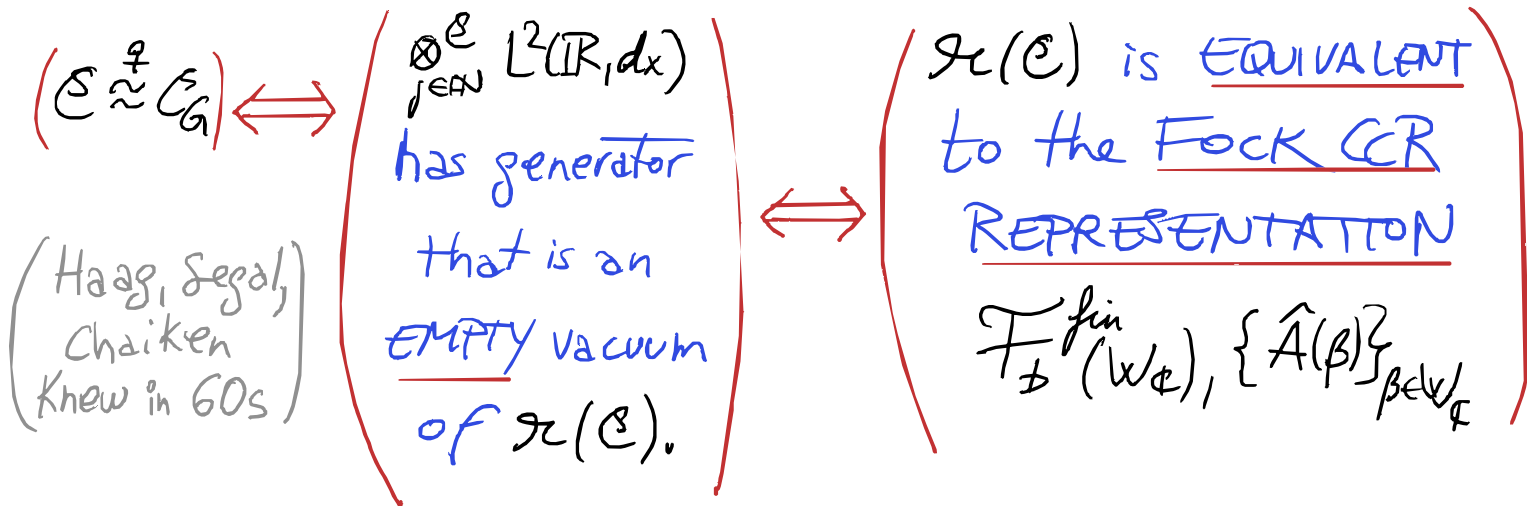 (𝒞 ≈^q 𝒞_G) ⟺
(Haag, Segal,
Chaiken
Knew in 60s)
⊗^𝒞_{j∈ℕ} L²(ℝ, dx)
has generator
that is an
EMPTY vacuum
of 𝓇(𝒞).
⟺
𝓇(𝒞) is EQUIVALENT
to the FOCK CCR
REPRESENTATION
ℱ_b^fin(W_ℂ), {Â(β)}_{β∈W_ℂ}